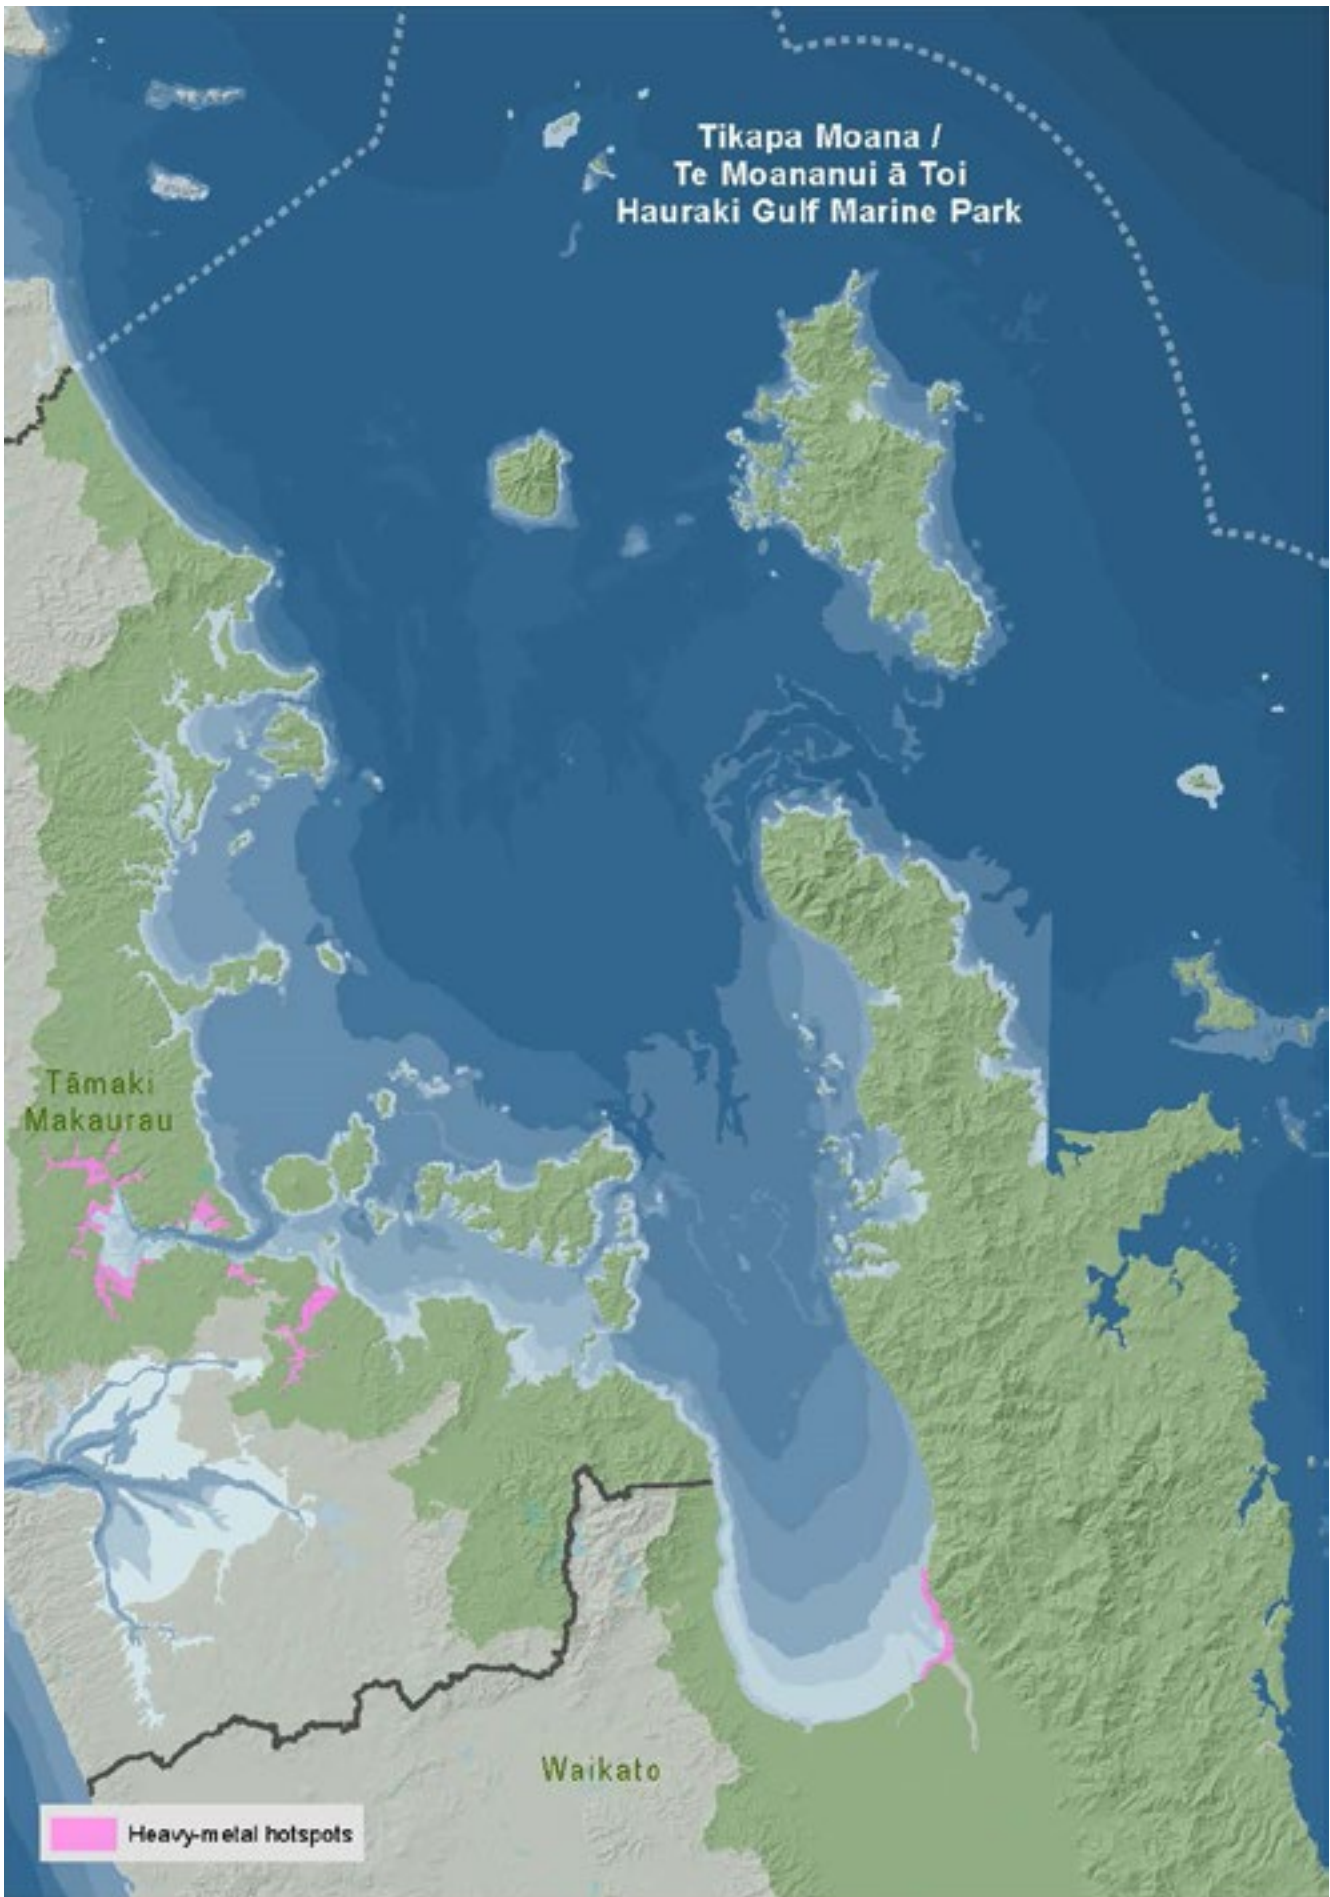 Tikapa Moana /
Te Moananui ā Toi
Hauraki Gulf Marine Park
Tāmaki
Makaurau
Waikato
Heavy-metal hotspots